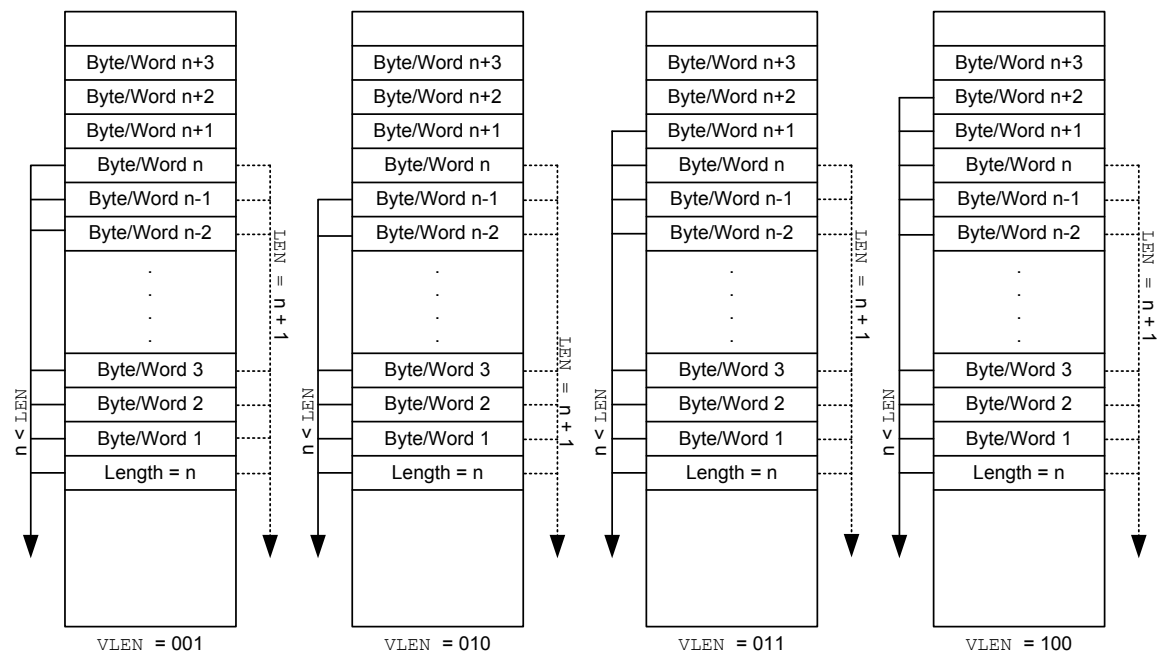 Byte/Word n+3
Byte/Word n+2
Byte/Word n+1
Byte/Word n
Byte/Word n-1
Byte/Word n-2
.
.
.
.
Byte/Word 3
Byte/Word 2
Byte/Word 1
Length = n
LEN > n
LEN = n + 1
VLEN = 001
Byte/Word n+3
Byte/Word n+2
Byte/Word n+1
Byte/Word n
Byte/Word n-1
Byte/Word n-2
.
.
.
.
Byte/Word 3
Byte/Word 2
Byte/Word 1
Length = n
LEN > n
LEN = n + 1
VLEN = 010
Byte/Word n+3
Byte/Word n+2
Byte/Word n+1
Byte/Word n
Byte/Word n-1
Byte/Word n-2
.
.
.
.
Byte/Word 3
Byte/Word 2
Byte/Word 1
Length = n
LEN > n
LEN = n + 1
VLEN = 011
Byte/Word n+3
Byte/Word n+2
Byte/Word n+1
Byte/Word n
Byte/Word n-1
Byte/Word n-2
.
.
.
.
Byte/Word 3
Byte/Word 2
Byte/Word 1
Length = n
LEN > n
LEN = n + 1
VLEN = 100